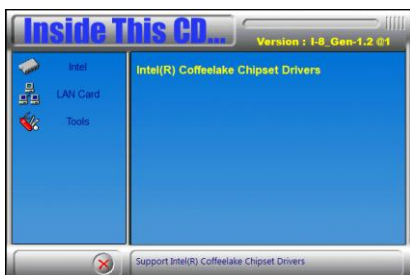 Inside This CD...
Version : I-8_Gen-1.2 @1
Intel
LAN Card
Tools
Intel(R) Coffeelake Chipset Drivers
Support Intel(R) Coffeelake Chipset Drivers